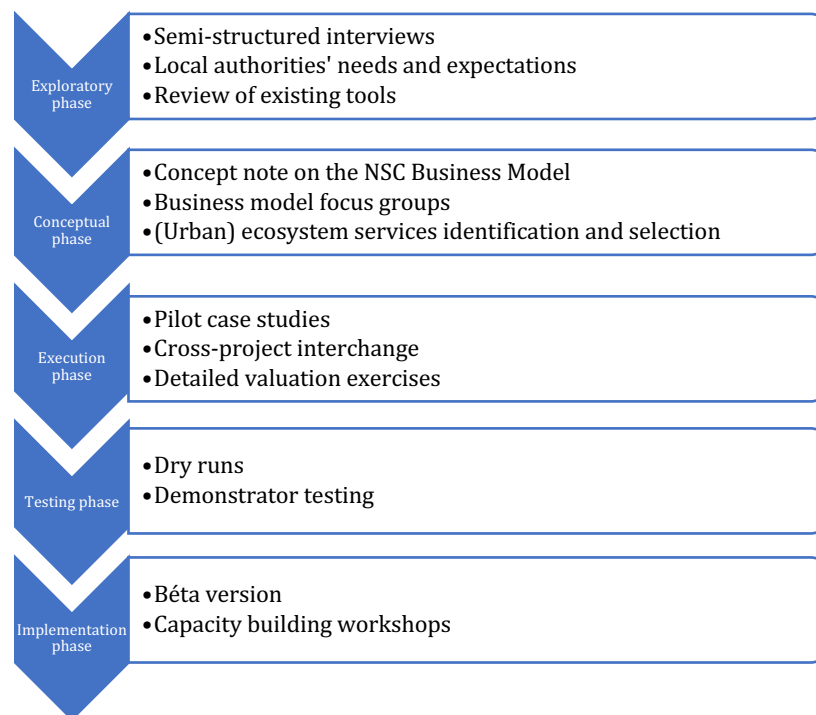 Exploratory
phase
•Semi-structured interviews
•Local authorities' needs and expectations
•Review of existing tools
Conceptual
phase
•Concept note on the NSC Business Model
•Business model focus groups
•(Urban) ecosystem services identification and selection
Execution
phase
•Pilot case studies
•Cross-project interchange
•Detailed valuation exercises
Testing phase
•Dry runs
•Demonstrator testing
Implementation
phase
•Béta version
•Capacity building workshops